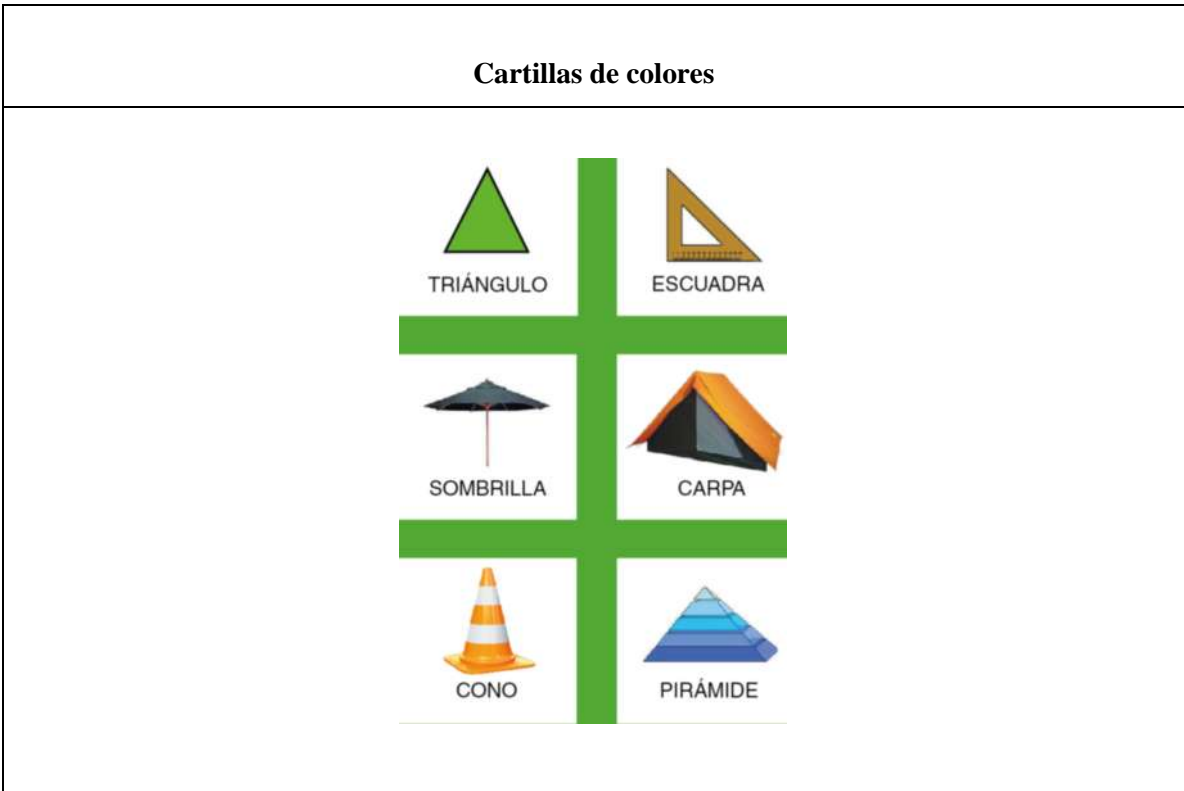 Cartillas de colores
TRIÁNGULO
ESCUADRA
SOMBRILLA
CARPA
CONO
PIRÁMIDE